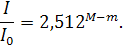 I/I₀ = 2,512^{M−m}.